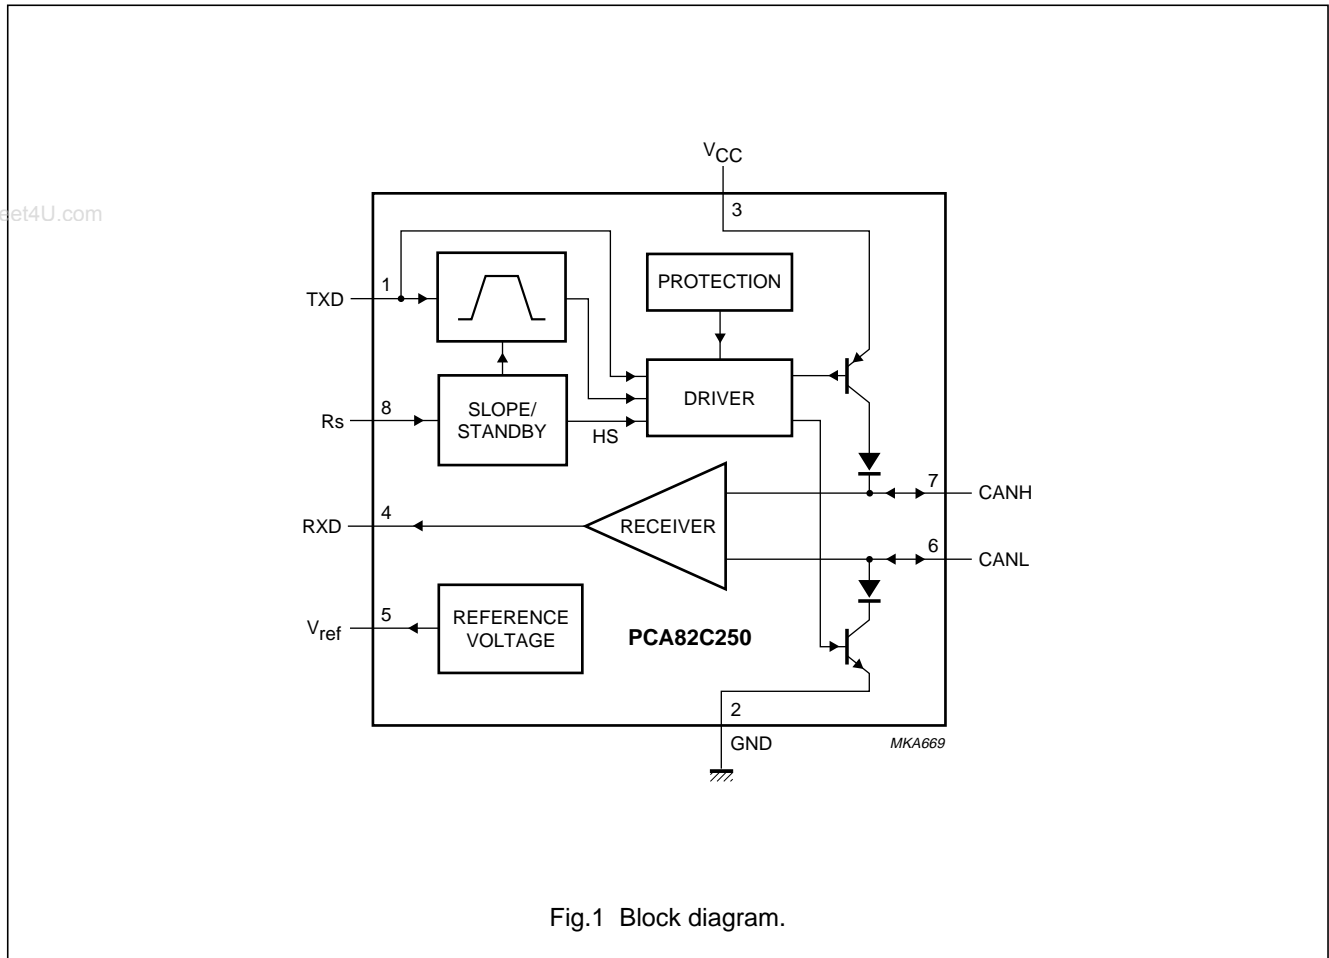 VCC
3
eet4U.com
PROTECTION
1
TXD
DRIVER
8
Rs
SLOPE/
STANDBY
HS
7
CANH
4
RXD
RECEIVER
6
CANL
5
Vref
REFERENCE
VOLTAGE
PCA82C250
2
GND
MKA669
Fig.1 Block diagram.